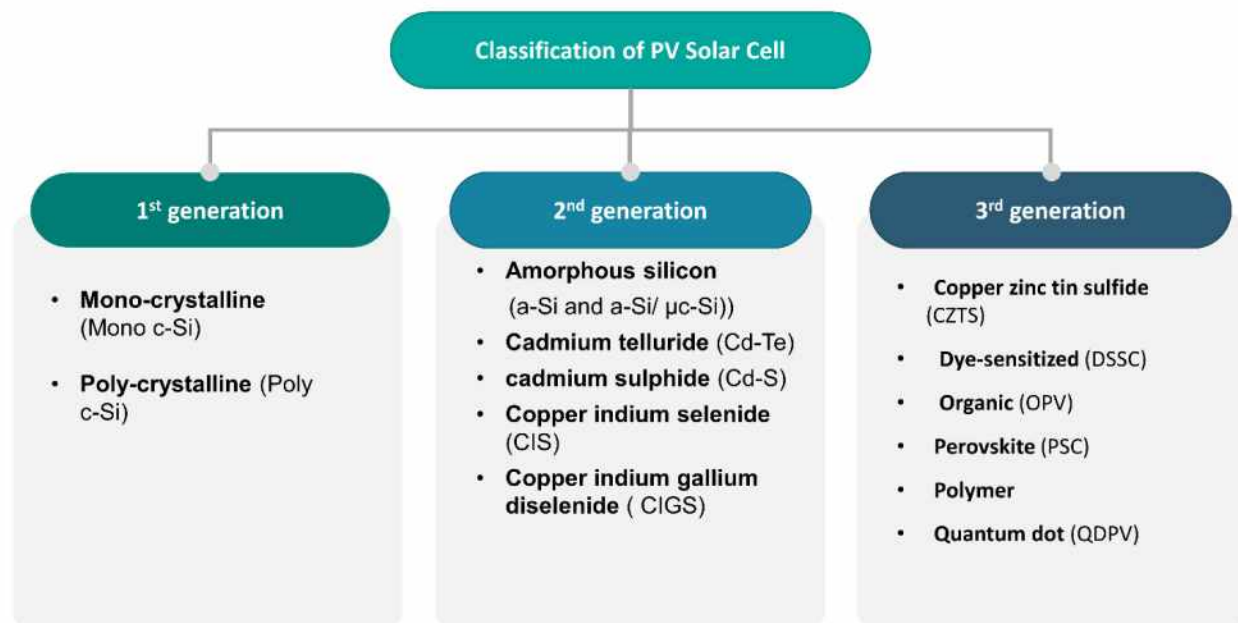 Classification of PV Solar Cell
1st generation
• Mono-crystalline
(Mono c-Si)
• Poly-crystalline (Poly
c-Si)
2nd generation
• Amorphous silicon
(a-Si and a-Si/ µc-Si))
• Cadmium telluride (Cd-Te)
• cadmium sulphide (Cd-S)
• Copper indium selenide
(CIS)
• Copper indium gallium
diselenide ( CIGS)
3rd generation
• Copper zinc tin sulfide
(CZTS)
• Dye-sensitized (DSSC)
• Organic (OPV)
• Perovskite (PSC)
• Polymer
• Quantum dot (QDPV)